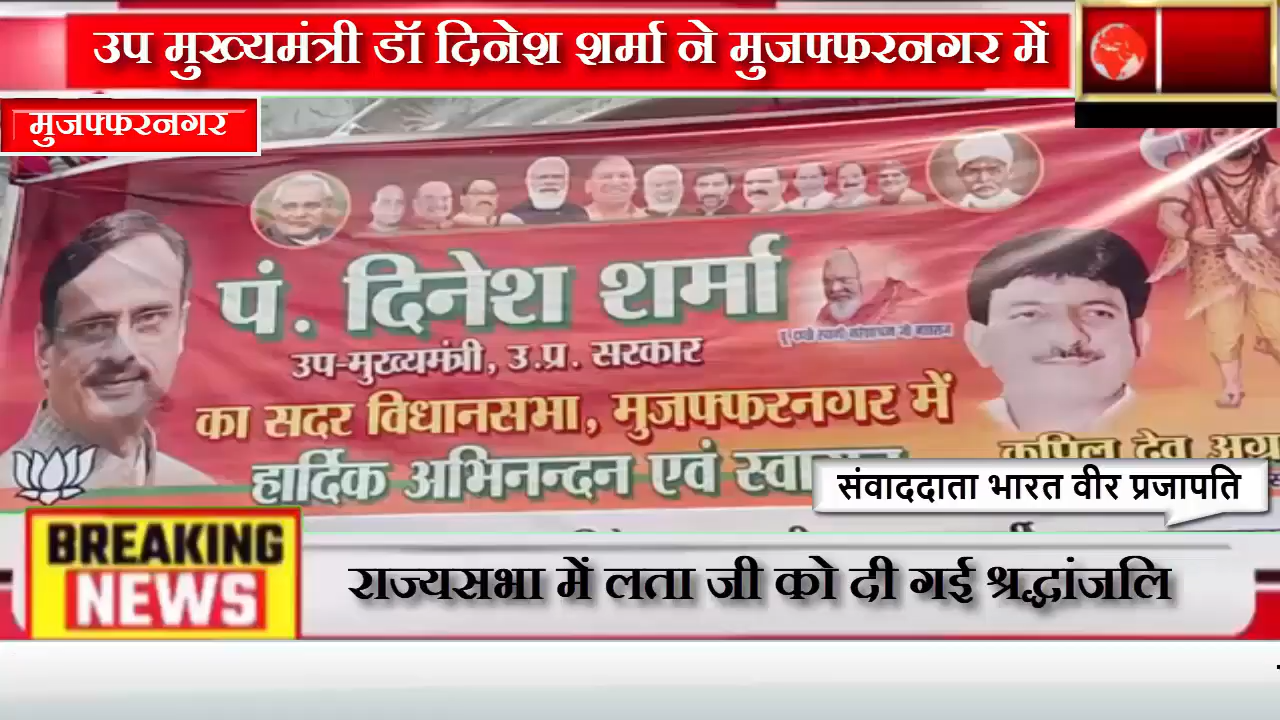 उप मुख्यमंत्री डॉ दिनेश शर्मा ने मुजफ्फरनगर में
मुजफ्फरनगर
पं. दिनेश शर्मा
उप-मुख्यमंत्री, उ.प्र. सरकार
का सदर विधानसभा, मुजफ्फरनगर में
हार्दिक अभिनन्दन एवं
कपिल देव
संवाददाता भारत वीर प्रजापति
BREAKING
NEWS
राज्यसभा में लता जी को दी गई श्रद्धांजलि